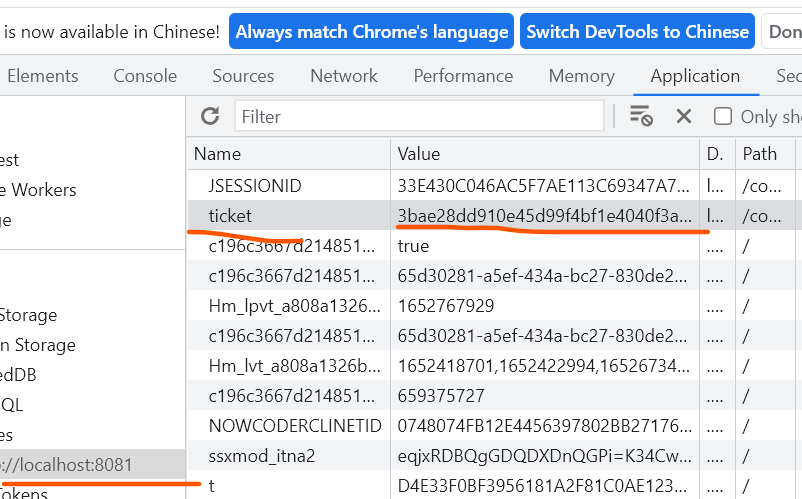 is now available in Chinese! Always match Chrome's language Switch DevTools to Chinese Don
Elements Console Sources Network Performance Memory Application Sec
Filter Only sho
Name Value D. Path
est
e Workers
ge
Storage
n Storage
edDB
QL
es
://localhost:8081
Tokens
JSESSIONID 33E430C046AC5F7AE113C69347A7... l... /co...
ticket 3bae28dd910e45d99f4bf1e4040f3a... l... /co...
c196c3667d214851... true .... /
c196c3667d214851... 65d30281-a5ef-434a-bc27-830de2... .... /
Hm_lpvt_a808a1326... 1652767929 .... /
c196c3667d214851... 65d30281-a5ef-434a-bc27-830de2... .... /
Hm_lvt_a808a1326b... 1652418701,1652422994,16526734... .... /
c196c3667d214851... 659375727 .... /
NOWCODERCLINETID 0748074FB12E4456397802BB27176... .... /
ssxmod_itna2 eqjxRDBQgGDQDXDnQGPi=K34Cw... .... /
t D4E33F0BF3956181A2F81C0AE123... .... /